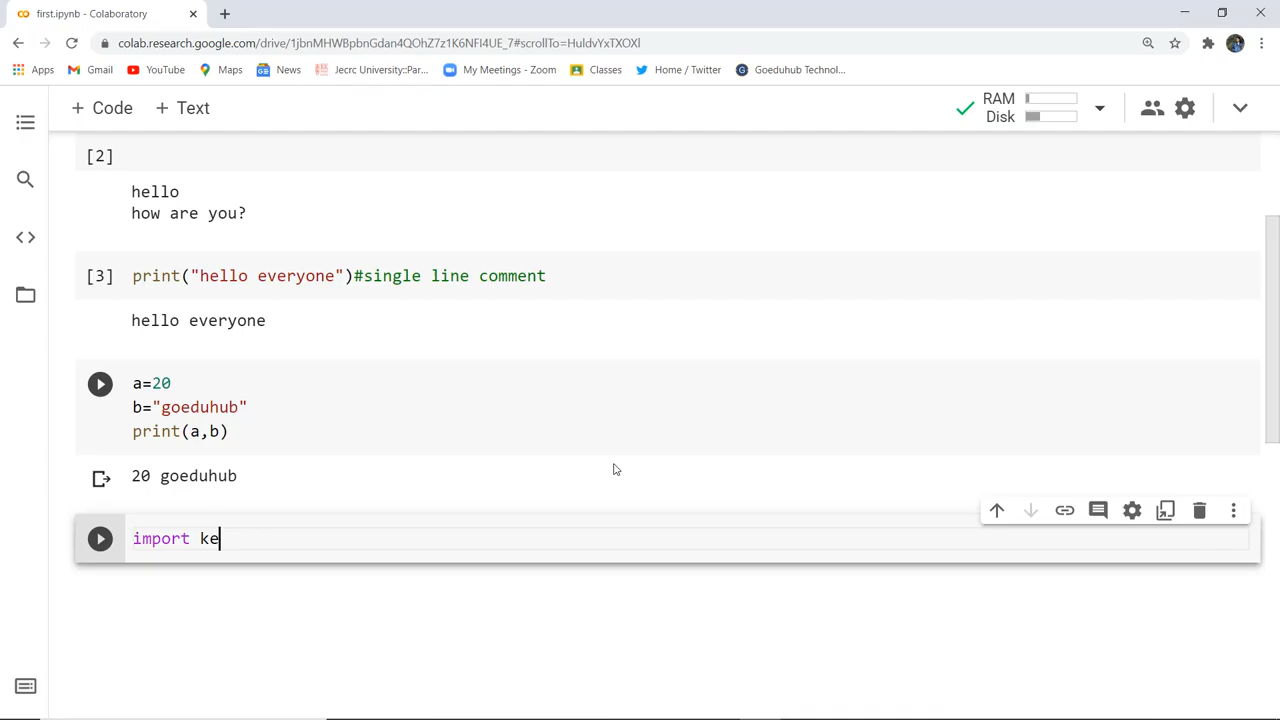 first.ipynb - Colaboratory
colab.research.google.com/drive/1jbnMHWBpbnGdan4QOhZ7z1K6NFI4UE_7#scrollTo=HuldvYxTXOXl
Apps Gmail YouTube Maps News Jecrc University::Par... My Meetings - Zoom Classes Home / Twitter Goeduhub Technol...
+ Code + Text
RAM
Disk
[2]
hello
how are you?
[3] print("hello everyone")#single line comment
hello everyone
a=20
b="goeduhub"
print(a,b)
20 goeduhub
import ke